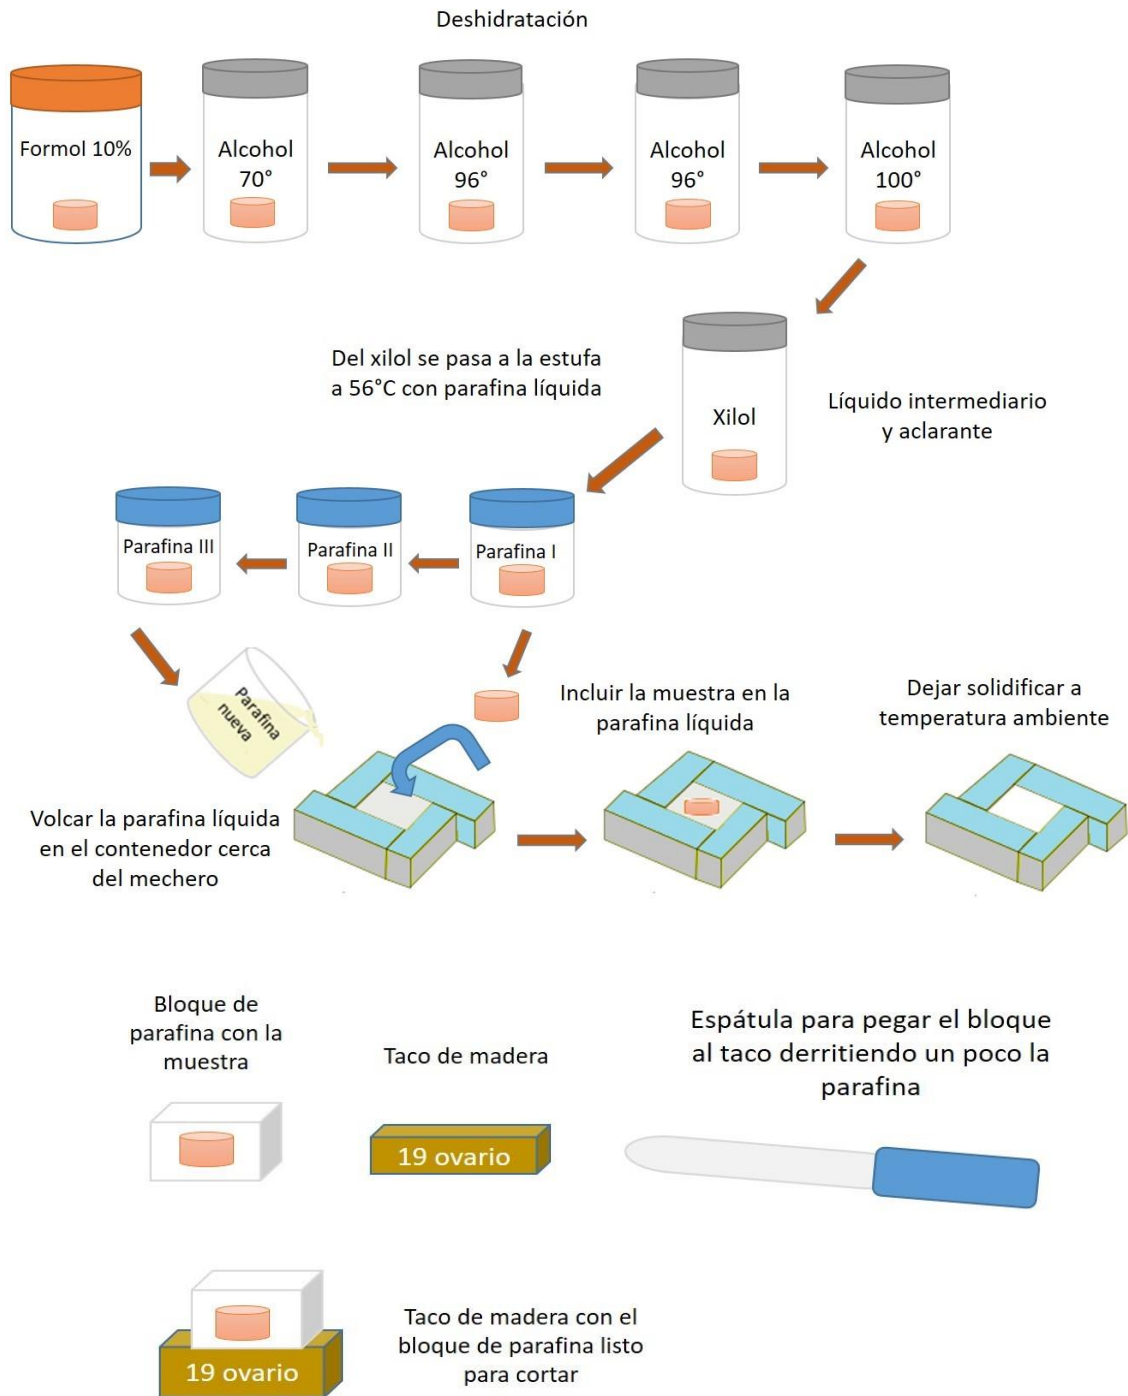 Deshidratación
Formol 10%
Alcohol
70°
Alcohol
96°
Alcohol
96°
Alcohol
100°
Del xilol se pasa a la estufa
a 56°C con parafina líquida
Xilol
Líquido intermediario
y aclarante
Parafina III
Parafina II
Parafina I
Parafina
nueva
Incluir la muestra en la
parafina líquida
Dejar solidificar a
temperatura ambiente
Volcar la parafina líquida
en el contenedor cerca
del mechero
Bloque de
parafina con la
muestra
Taco de madera
Espátula para pegar el bloque
al taco derritiendo un poco la
parafina
19 ovario
19 ovario
Taco de madera con el
bloque de parafina listo
para cortar